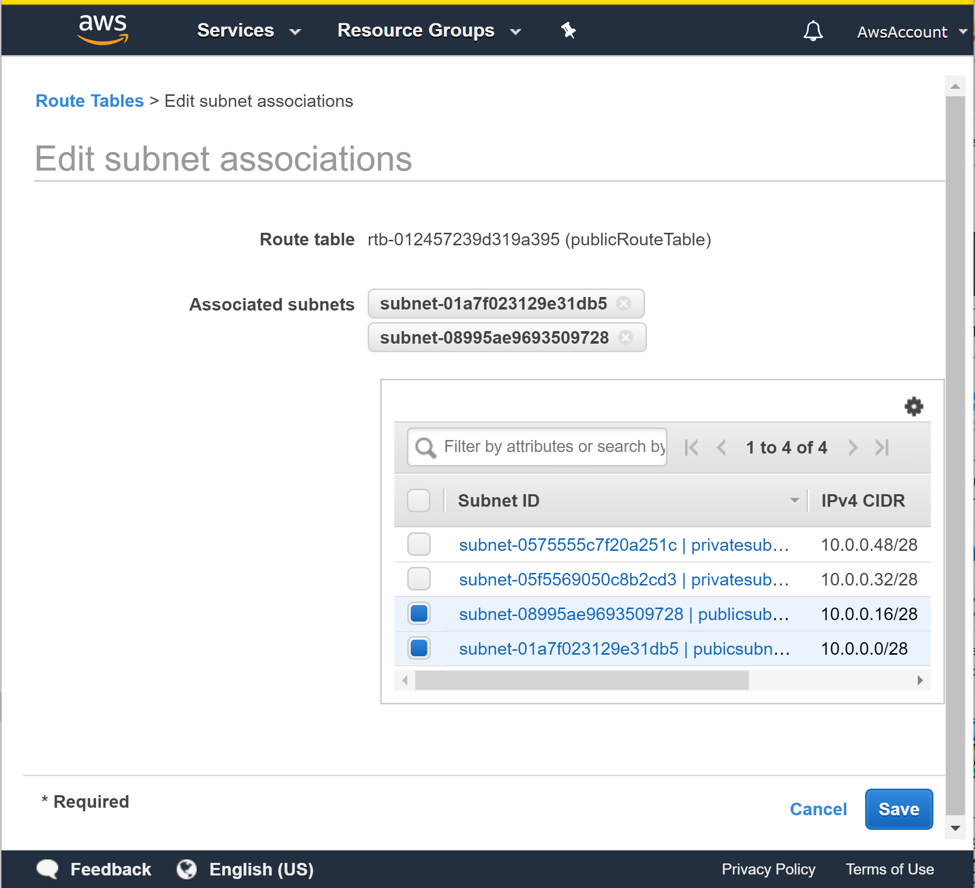 aws Services Resource Groups AwsAccount
Route Tables > Edit subnet associations
Edit subnet associations
Route table rtb-012457239d319a395 (publicRouteTable)
Associated subnets subnet-01a7f023129e31db5
subnet-08995ae9693509728
Filter by attributes or search by 1 to 4 of 4
Subnet ID IPv4 CIDR
subnet-0575555c7f20a251c | privatesub... 10.0.0.48/28
subnet-05f5569050c8b2cd3 | privatesub... 10.0.0.32/28
subnet-08995ae9693509728 | publicsub... 10.0.0.16/28
subnet-01a7f023129e31db5 | pubicsubn... 10.0.0.0/28
* Required
Cancel Save
Feedback English (US) Privacy Policy Terms of Use